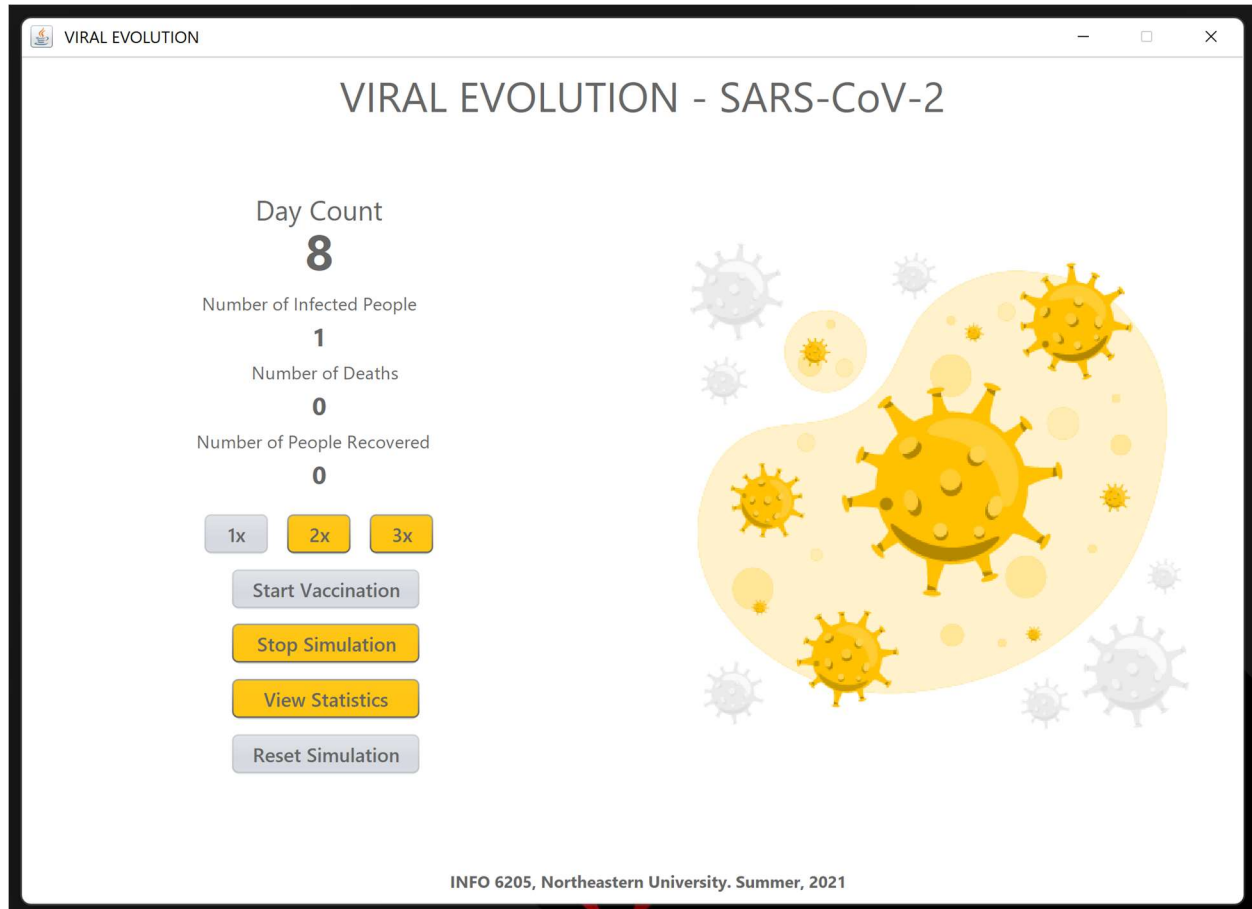 VIRAL EVOLUTION
VIRAL EVOLUTION - SARS-CoV-2
Day Count
8
Number of Infected People
1
Number of Deaths
0
Number of People Recovered
0
1x 2x 3x
Start Vaccination
Stop Simulation
View Statistics
Reset Simulation
INFO 6205, Northeastern University. Summer, 2021